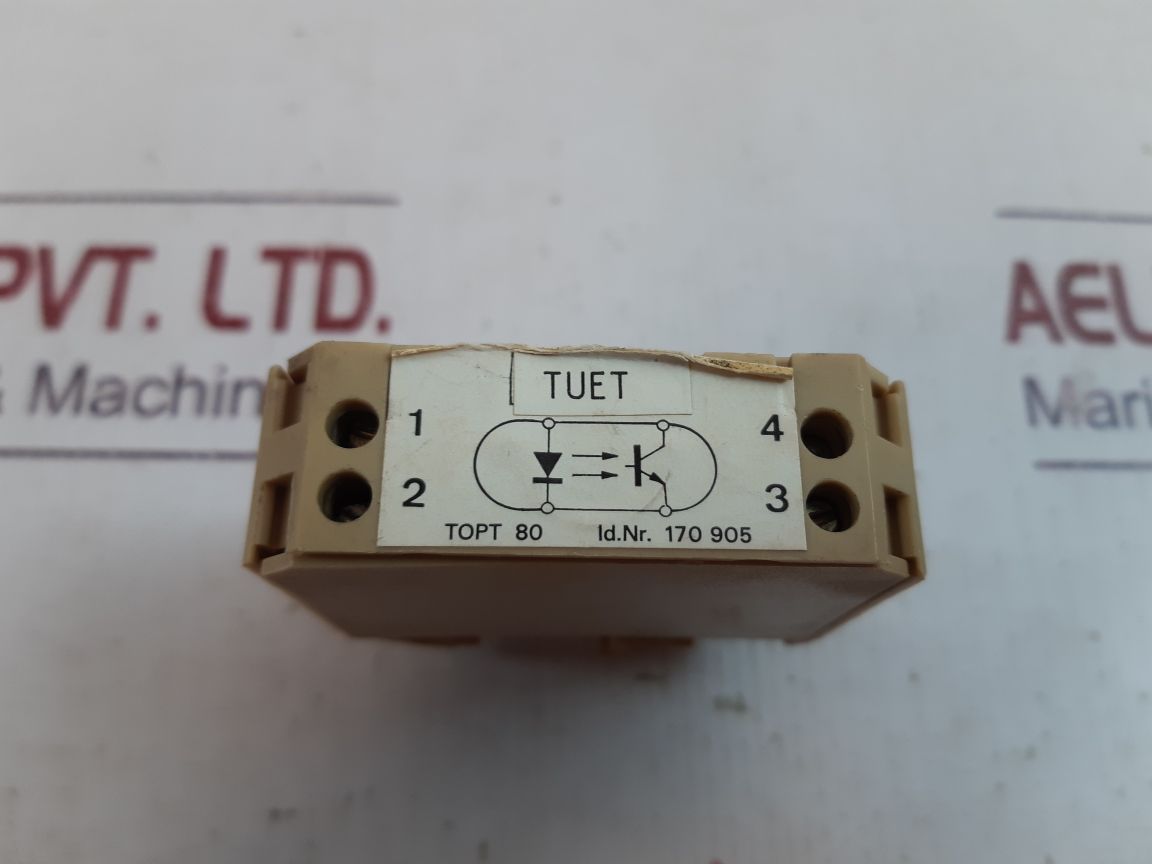 PVT. LTD.
& Machin
AEL
Mari
TUET
1
4
2
3
TOPT 80 Id.Nr. 170 905